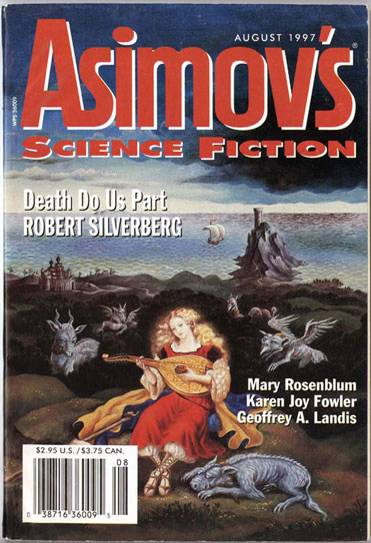 AUGUST 1997
Asimov's
®
SCIENCE FICTION
Death Do Us Part
ROBERT SILVERBERG
Mary Rosenblum
Karen Joy Fowler
Geoffrey A. Landis
$2.95 U.S./$3.75 CAN.
08
0 38716 36009 5